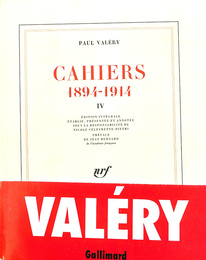 PAUL VALÉRY
CAHIERS
1894-1914
IV
ÉDITION INTÉGRALE
ÉTABLIE, PRÉSENTÉE ET ANNOTÉE
SOUS LA RESPONSABILITÉ DE
NICOLE CELEYRETTE-PIETRI
PRÉFACE
DE JEAN BERNARD
de l'Académie française
nrf
VALÉRY
Gallimard